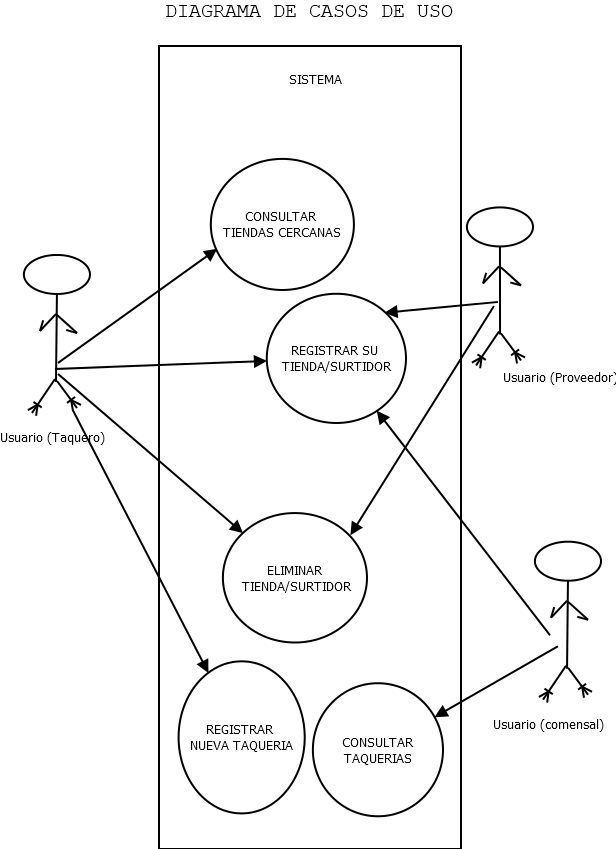 DIAGRAMA DE CASOS DE USO
SISTEMA
CONSULTAR
TIENDAS CERCANAS
REGISTRAR SU
TIENDA/SURTIDOR
Usuario (Proveedor)
Usuario (Taquero)
ELIMINAR
TIENDA/SURTIDOR
REGISTRAR
NUEVA TAQUERIA
CONSULTAR
TAQUERIAS
Usuario (comensal)